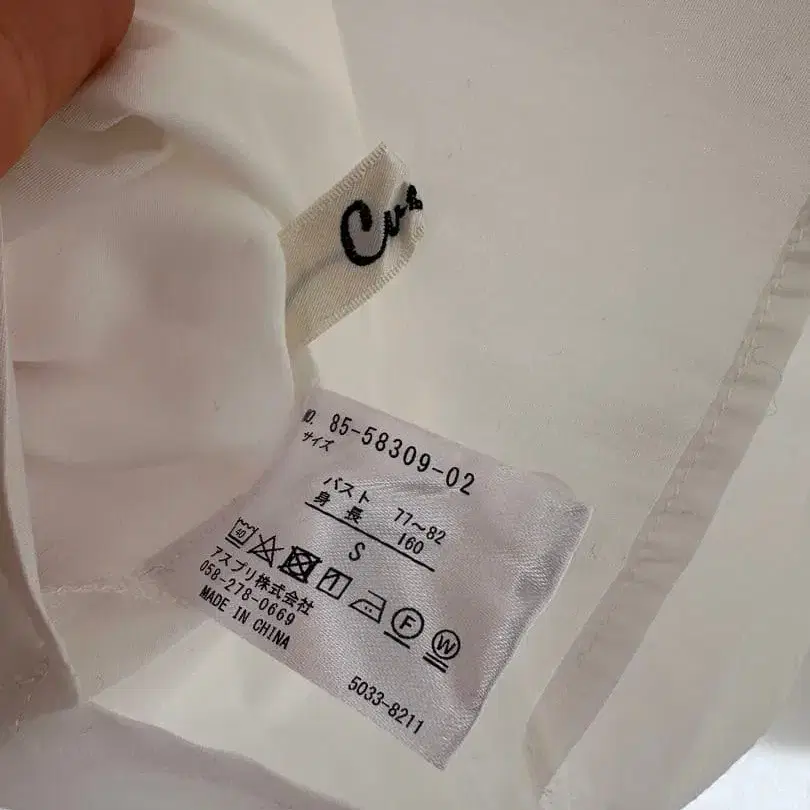 NO. 85-58309-02
サイズ
バスト 77~82
身長 160
S
40
F W
アスプリ株式会社
058-278-0669
MADE IN CHINA
5033-8211